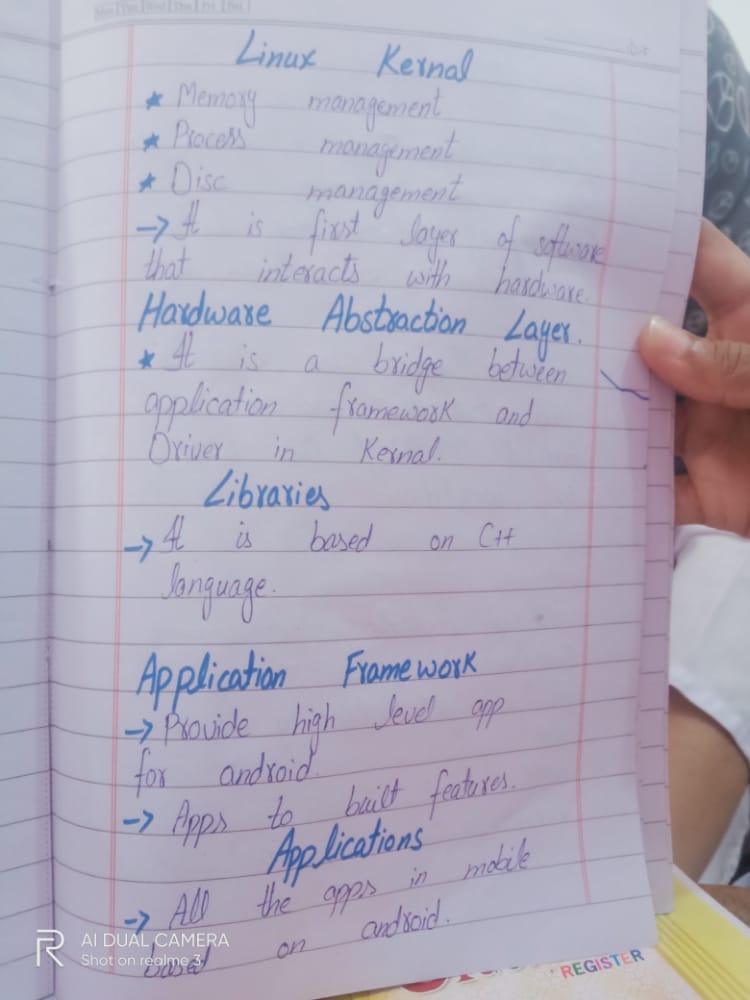 Linux Kernal
★ Memory management
★ Process management
★ Disc management
→ It is first layer of software
that interacts with hardware.
Hardware Abstraction Layer.
★ It is a bridge between
application framework and
Driver in Kernal.
Libraries
→ It is based on C++
language.
Application Framework
→ Provide high level app
for android.
→ Apps to built features.
Applications
→ All the apps in mobile
based on android.
R AI DUAL CAMERA
Shot on realme 3
REGISTER